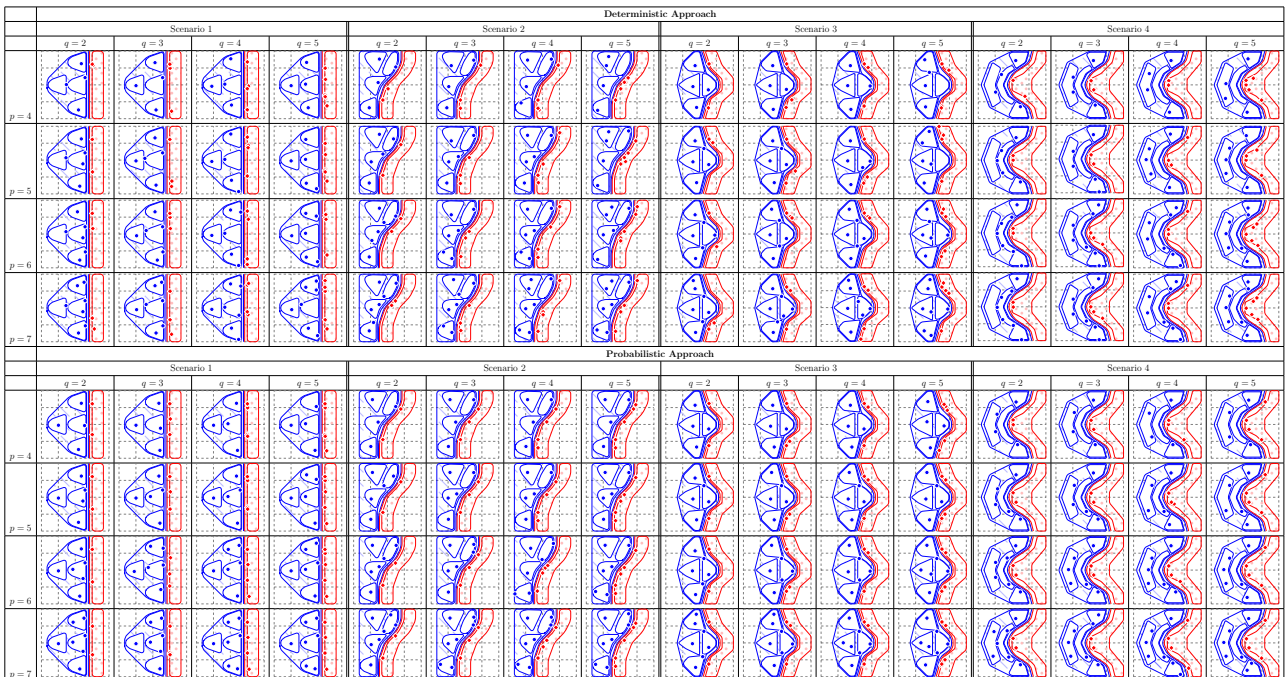 Deterministic Approach
Scenario 1 Scenario 2 Scenario 3 Scenario 4
q = 2 q = 3 q = 4 q = 5 q = 2 q = 3 q = 4 q = 5 q = 2 q = 3 q = 4 q = 5 q = 2 q = 3 q = 4 q = 5
p = 4
p = 5
p = 6
p = 7
Probabilistic Approach
Scenario 1 Scenario 2 Scenario 3 Scenario 4
q = 2 q = 3 q = 4 q = 5 q = 2 q = 3 q = 4 q = 5 q = 2 q = 3 q = 4 q = 5 q = 2 q = 3 q = 4 q = 5
p = 4
p = 5
p = 6
p = 7